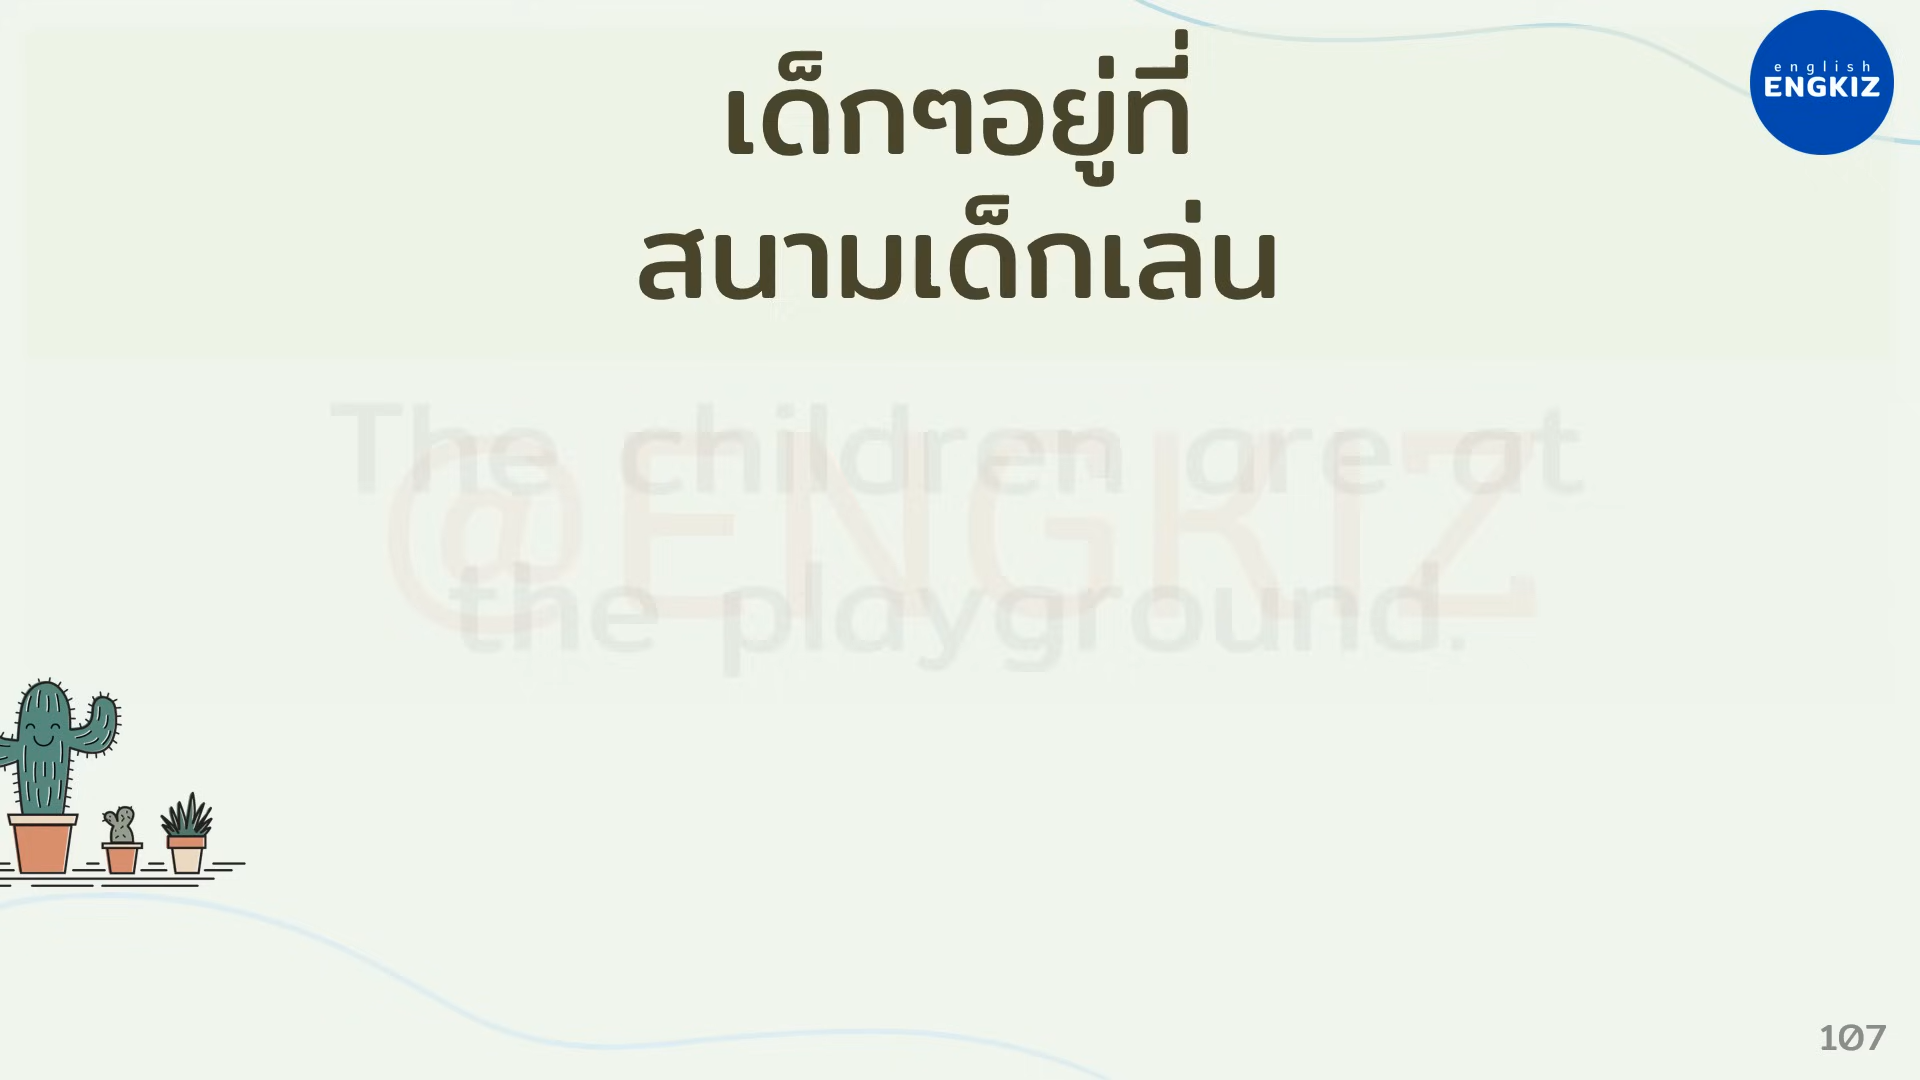 english
ENGKIZ
เด็กๆอยู่ที่
สนามเด็กเล่น
The children are at
@ENGKIZ
the playground.
107